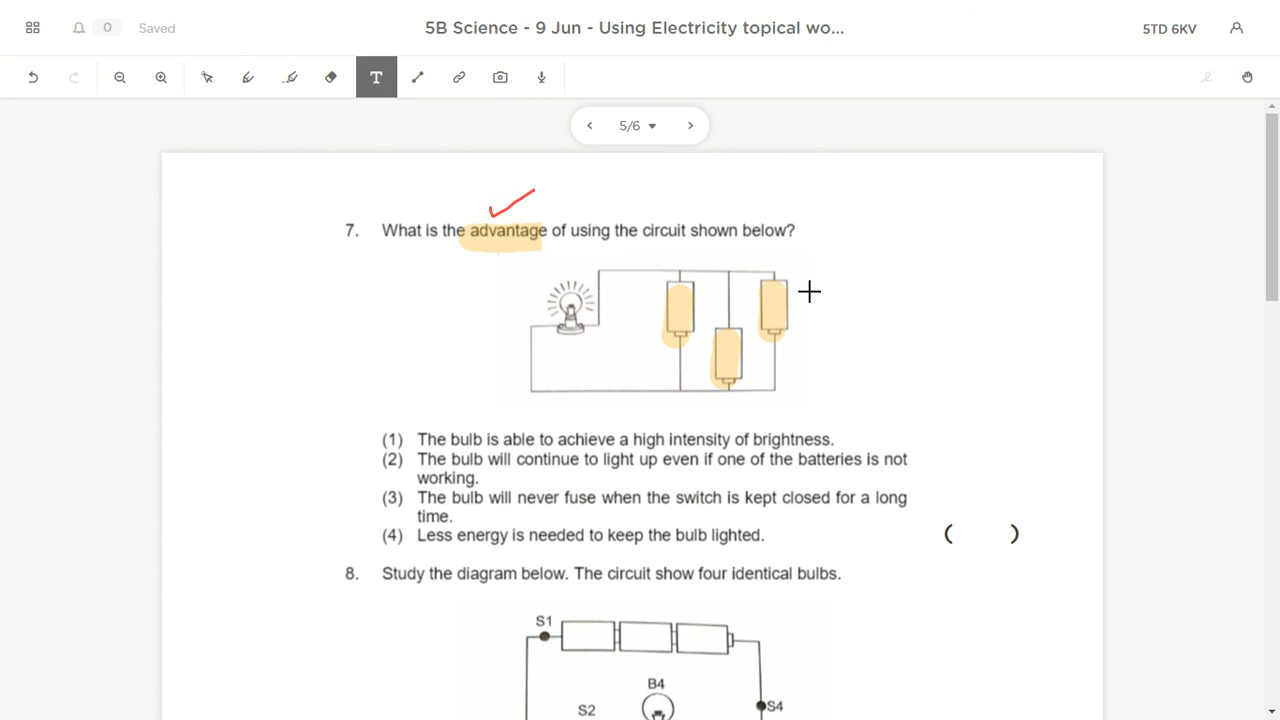 0
Saved
5B Science - 9 Jun - Using Electricity topical wo...
5TD 6KV
T
5/6
7. What is the advantage of using the circuit shown below?
(1) The bulb is able to achieve a high intensity of brightness.
(2) The bulb will continue to light up even if one of the batteries is not
working.
(3) The bulb will never fuse when the switch is kept closed for a long
time.
(4) Less energy is needed to keep the bulb lighted. ( )
8. Study the diagram below. The circuit show four identical bulbs.
S1
B4
S2
S4